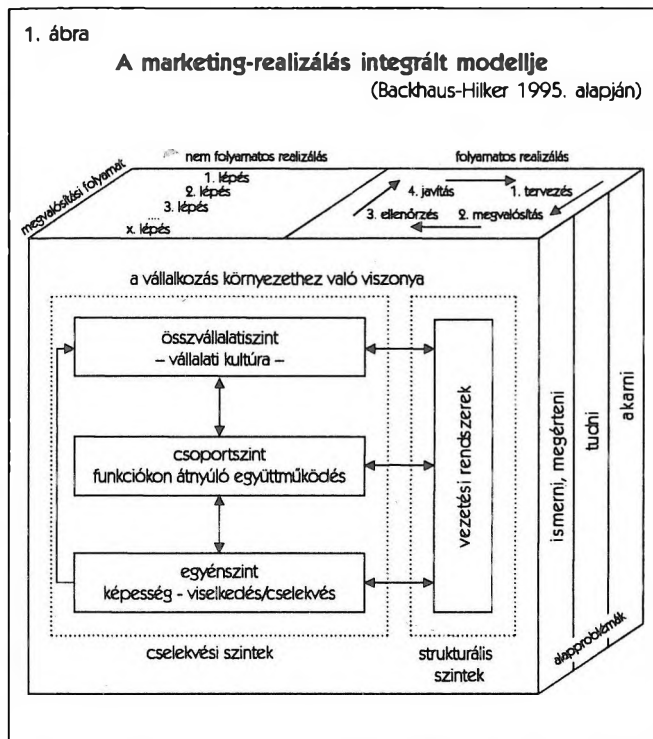 1. ábra
A marketing-realizálás integrált modellje
(Backhaus-Hilker 1995. alapján)
megvalósítási folyamat
nem folyamatos realizálás
1. lépés
2. lépés
3. lépés
x. lépés
folyamatos realizálás
4. javítás
1. tervezés
3. ellenőrzés
2. megvalósítás
a vállalkozás környezethez való viszonya
összvállalatiszint
– vállalati kultúra –
csoportszint
funkciókon átnyúló együttműködés
egyénszint
képesség - viselkedés/cselekvés
vezetési rendszerek
cselekvési szintek
strukturális
szintek
ismerni, megérteni
tudni
akarni
alapproblémák